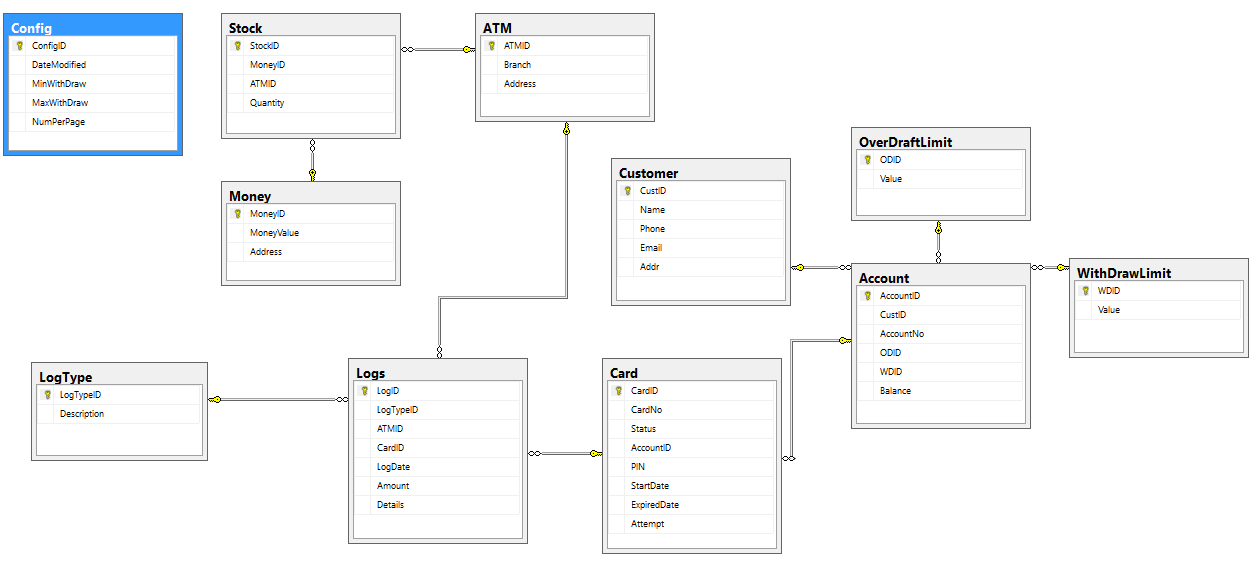 Config
ConfigID
DateModified
MinWithDraw
MaxWithDraw
NumPerPage
Stock
StockID
MoneyID
ATMID
Quantity
ATM
ATMID
Branch
Address
Money
MoneyID
MoneyValue
Address
Customer
CustID
Name
Phone
Email
Addr
OverDraftLimit
ODID
Value
Account
AccountID
CustID
AccountNo
ODID
WDID
Balance
WithDrawLimit
WDID
Value
LogType
LogTypeID
Description
Logs
LogID
LogTypeID
ATMID
CardID
LogDate
Amount
Details
Card
CardID
CardNo
Status
AccountID
PIN
StartDate
ExpiredDate
Attempt